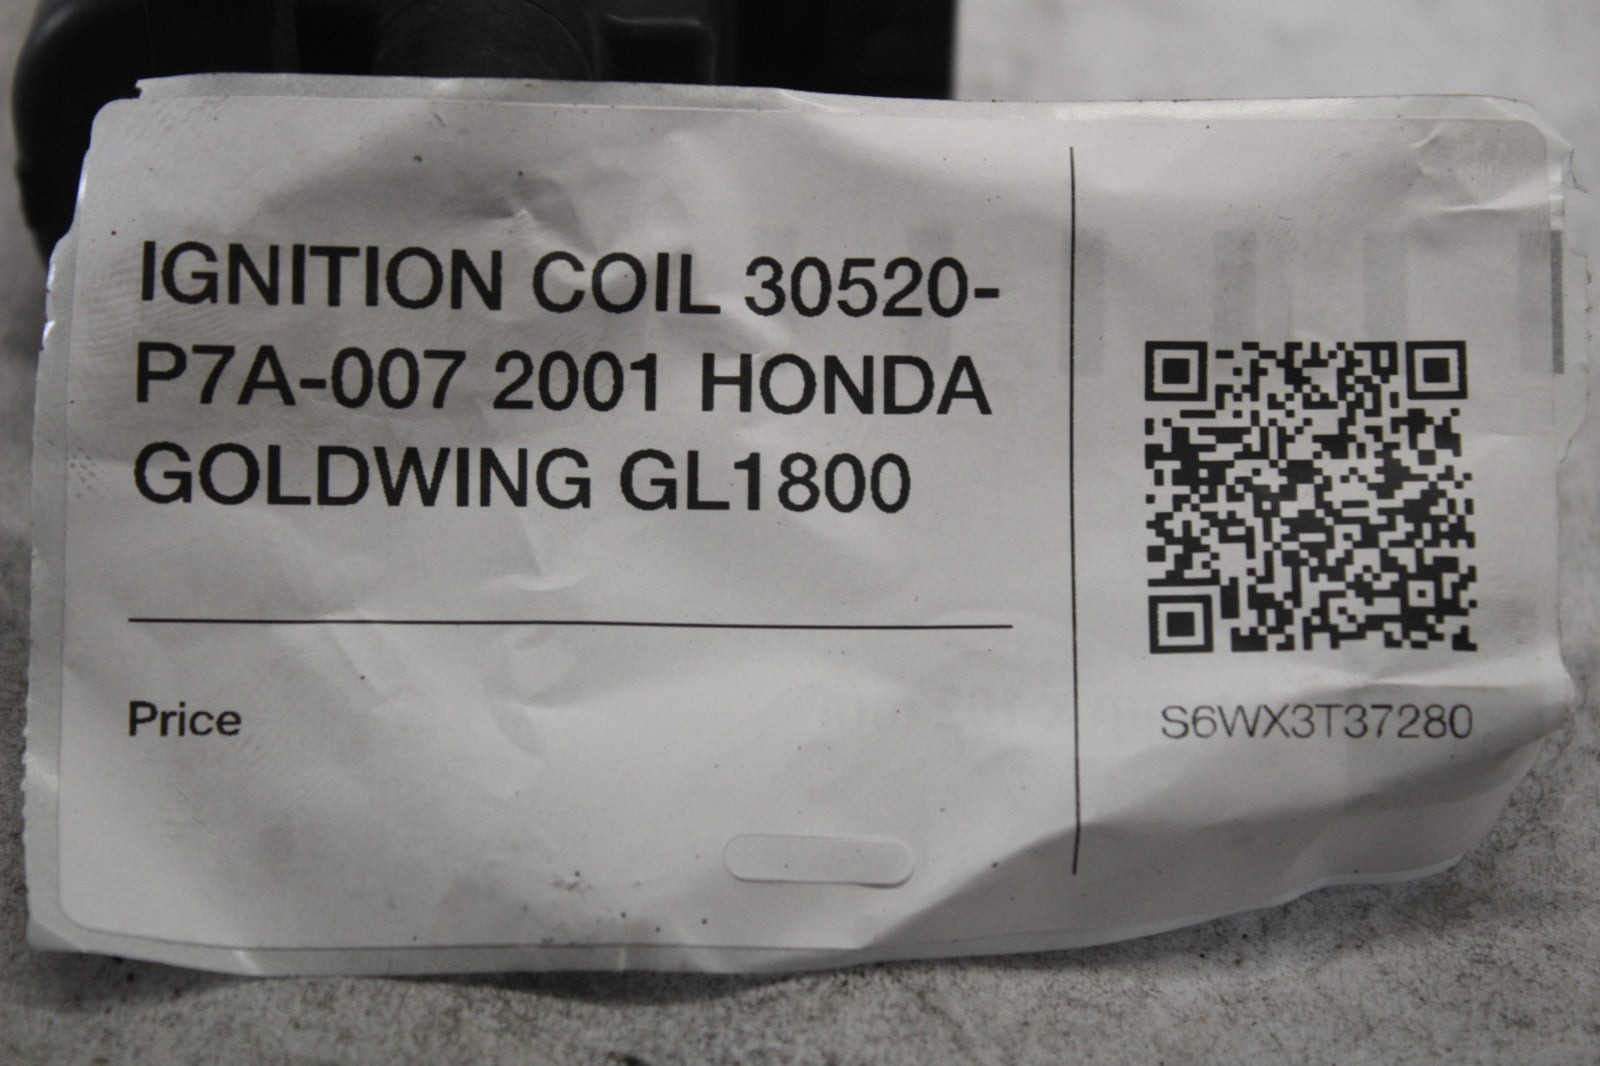 IGNITION COIL 30520-
P7A-007 2001 HONDA
GOLDWING GL1800
Price
S6WX3T37280